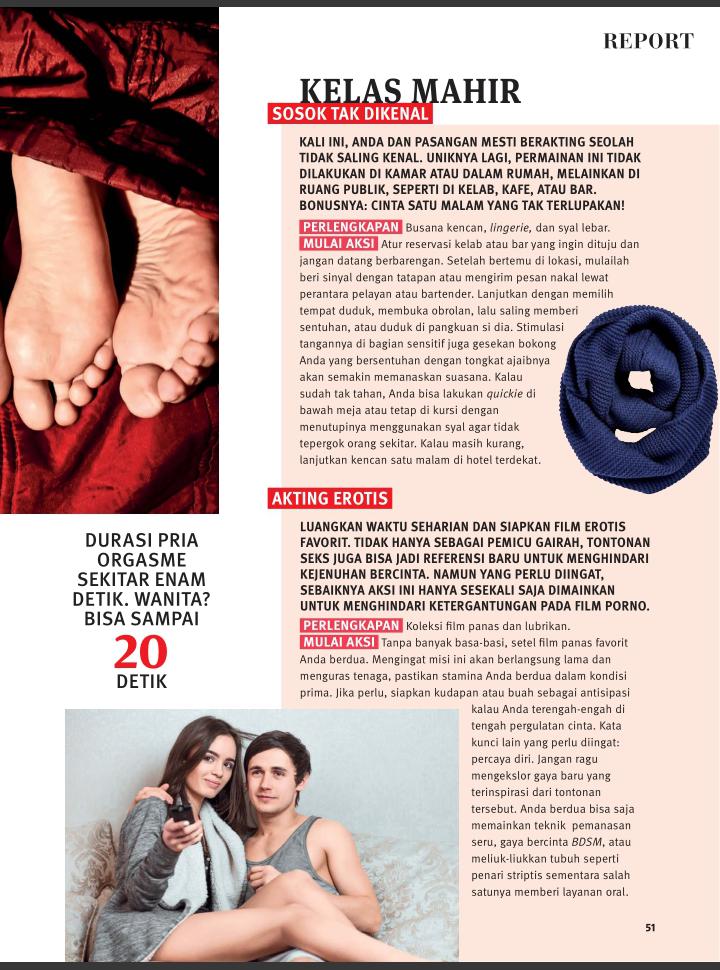 REPORT
KELAS MAHIR
SOSOK TAK DIKENAL
KALI INI, ANDA DAN PASANGAN MESTI BERAKTING SEOLAH
TIDAK SALING KENAL. UNIKNYA LAGI, PERMAINAN INI TIDAK
DILAKUKAN DI KAMAR ATAU DALAM RUMAH, MELAINKAN DI
RUANG PUBLIK, SEPERTI DI KELAB, KAFE, ATAU BAR.
BONUSNYA: CINTA SATU MALAM YANG TAK TERLUPAKAN!
PERLENGKAPAN Busana kencan, lingerie, dan syal lebar.
MULAI AKSI Atur reservasi kelab atau bar yang ingin dituju dan
jangan datang berbarengan. Setelah bertemu di lokasi, mulailah
beri sinyal dengan tatapan atau mengirim pesan nakal lewat
perantara pelayan atau bartender. Lanjutkan dengan memilih
tempat duduk, membuka obrolan, lalu saling memberi
sentuhan, atau duduk di pangkuan si dia. Stimulasi
tangannya di bagian sensitif juga gesekan bokong
Anda yang bersentuhan dengan tongkat ajaibnya
akan semakin memanaskan suasana. Kalau
sudah tak tahan, Anda bisa lakukan quickie di
bawah meja atau tetap di kursi dengan
menutupinya menggunakan syal agar tidak
tepergok orang sekitar. Kalau masih kurang,
lanjutkan kencan satu malam di hotel terdekat.
AKTING EROTIS
LUANGKAN WAKTU SEHARIAN DAN SIAPKAN FILM EROTIS
FAVORIT. TIDAK HANYA SEBAGAI PEMICU GAIRAH, TONTONAN
SEKS JUGA BISA JADI REFERENSI BARU UNTUK MENGHINDARI
KEJENUHAN BERCINTA. NAMUN YANG PERLU DIINGAT,
SEBAIKNYA AKSI INI HANYA SESEKALI SAJA DIMAINKAN
UNTUK MENGHINDARI KETERGANTUNGAN PADA FILM PORNO.
PERLENGKAPAN Koleksi film panas dan lubrikan.
MULAI AKSI Tanpa banyak basa-basi, setel film panas favorit
Anda berdua. Mengingat misi ini akan berlangsung lama dan
menguras tenaga, pastikan stamina Anda berdua dalam kondisi
prima. Jika perlu, siapkan kudapan atau buah sebagai antisipasi
kalau Anda terengah-engah di
tengah pergulatan cinta. Kata
kunci lain yang perlu diingat:
percaya diri. Jangan ragu
mengekslor gaya baru yang
terinspirasi dari tontonan
tersebut. Anda berdua bisa saja
memainkan teknik pemanasan
seru, gaya bercinta BDSM, atau
meliuk-liukkan tubuh seperti
penari striptis sementara salah
satunya memberi layanan oral.
DURASI PRIA
ORGASME
SEKITAR ENAM
DETIK. WANITA?
BISA SAMPAI
20
DETIK
51